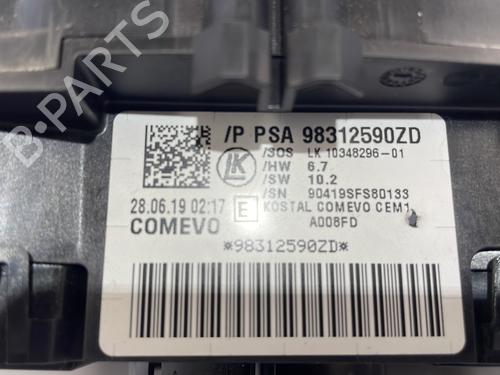 B-PARTS
/P PSA 98312590ZD
/SOS LK 10348296-01
/HW 6.7
/SW 10.2
/SN 90419SFS80133
28.06.19 02:17 E KOSTAL COMEVO CEM1
COMEVO A008FD
*98312590ZD*